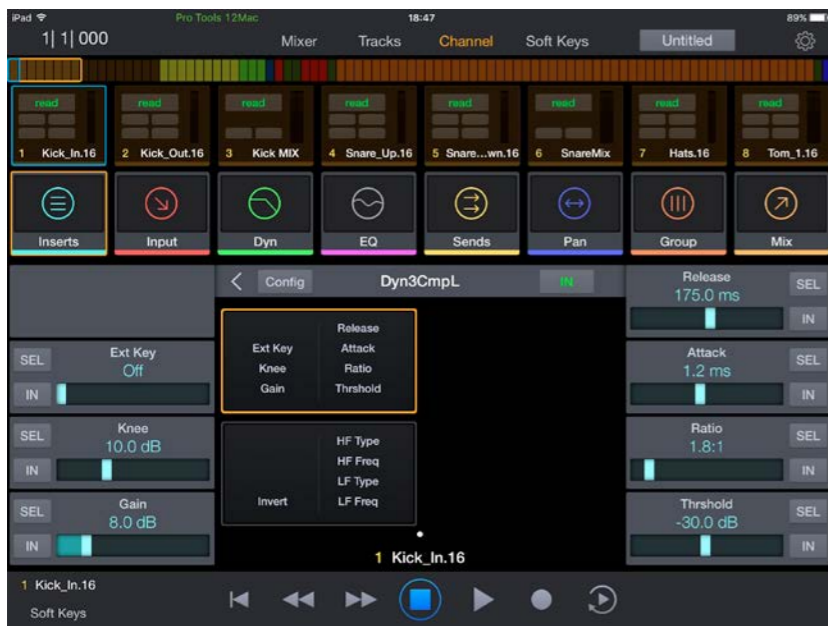 iPad Pro Tools 12Mac 18:47 89%
1| 1| 000 Mixer Tracks Channel Soft Keys Untitled
read read read read read read read read
1 Kick_In.16 2 Kick_Out.16 3 Kick MIX 4 Snare_Up.16 5 Snare...wn.16 6 SnareMix 7 Hats.16 8 Tom_1.16
Inserts Input Dyn EQ Sends Pan Group Mix
Config Dyn3CmpL IN
Release
175.0 ms
SEL
IN
SEL
Ext Key
Off
IN
Ext Key
Knee
Gain
Release
Attack
Ratio
Thrshold
Attack
1.2 ms
SEL
IN
SEL
Knee
10.0 dB
IN
Ratio
1.8:1
SEL
IN
SEL
Gain
8.0 dB
IN
Invert
HF Type
HF Freq
LF Type
LF Freq
Thrshold
-30.0 dB
SEL
IN
1 Kick_In.16
1 Kick_In.16
Soft Keys